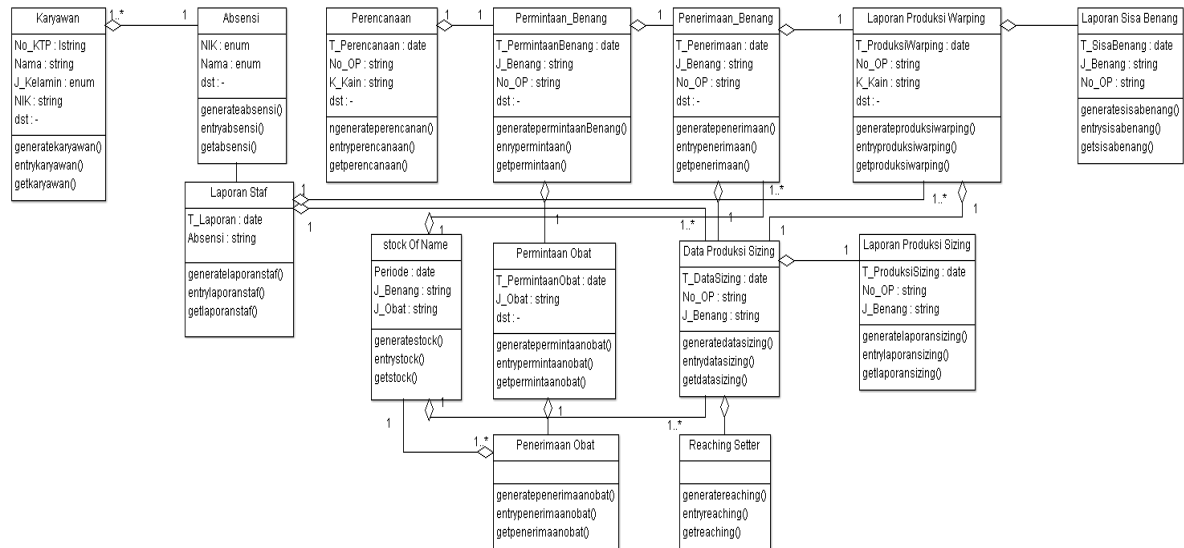 Karyawan
No_KTP : Istring
Nama : string
J_Kelamin : enum
NIK : string
dst : -
generatekaryawan()
entrykaryawan()
getkaryawan()
1..*
1
Absensi
NIK : enum
Nama : enum
dst : -
generateabsensi()
entryabsensi()
getabsensi()
Perencanaan
T_Perencanaan : date
No_OP : string
K_Kain : string
dst : -
ngenerateperencanan()
entryperencanan()
getperencanan()
1
1
Permintaan_Benang
T_PermintaanBenang : date
J_Benang : string
No_OP : string
dst : -
generatepermintaanBenang()
enrypermintaan()
getpermintaan()
1
1
Penerimaan_Benang
T_Penerimaan : date
J_Benang : string
No_OP : string
dst : -
generatepenerimaan()
entrypenerimaan()
getpenerimaan()
1
Laporan Produksi Warping
T_ProduksiWarping : date
No_OP : string
K_Kain : string
dst : -
generateproduksiwarping()
entryproduksiwarping()
getproduksiwarping()
Laporan Sisa Benang
T_SisaBenang : date
J_Benang : string
No_OP : string
generatesisabenang()
entrysisabenang()
getsisabenang()
Laporan Staf
T_Laporan : date
Absensi : string
generatelaporanstaf()
entrylaporanstaf()
getlaporanstaf()
1
1
1..*
1..*
1..*
1
1
1
1
1
stock Of Name
Periode : date
J_Benang : string
J_Obat : string
generatestock()
entrystock()
getstock()
Permintaan Obat
T_PermintaanObat : date
J_Obat : string
dst : -
generatepermintaanobat()
entrypermintaanobat()
getpermintaanobat()
Data Produksi Sizing
T_DataSizing : date
No_OP : string
J_Benang : string
generatedatasizing()
entrydatasizing()
getdatasizing()
1
Laporan Produksi Sizing
T_ProduksiSizing : date
No_OP : string
J_Benang : string
generatelaporansizing()
entrylaporansizing()
getlaporansizing()
1
1
1
1..*
1..*
Penerimaan Obat
generatepenerimaanobat()
entrypenerimaanobat()
getpenerimaanobat()
Reaching Setter
generatereaching()
entryreaching()
getreaching()